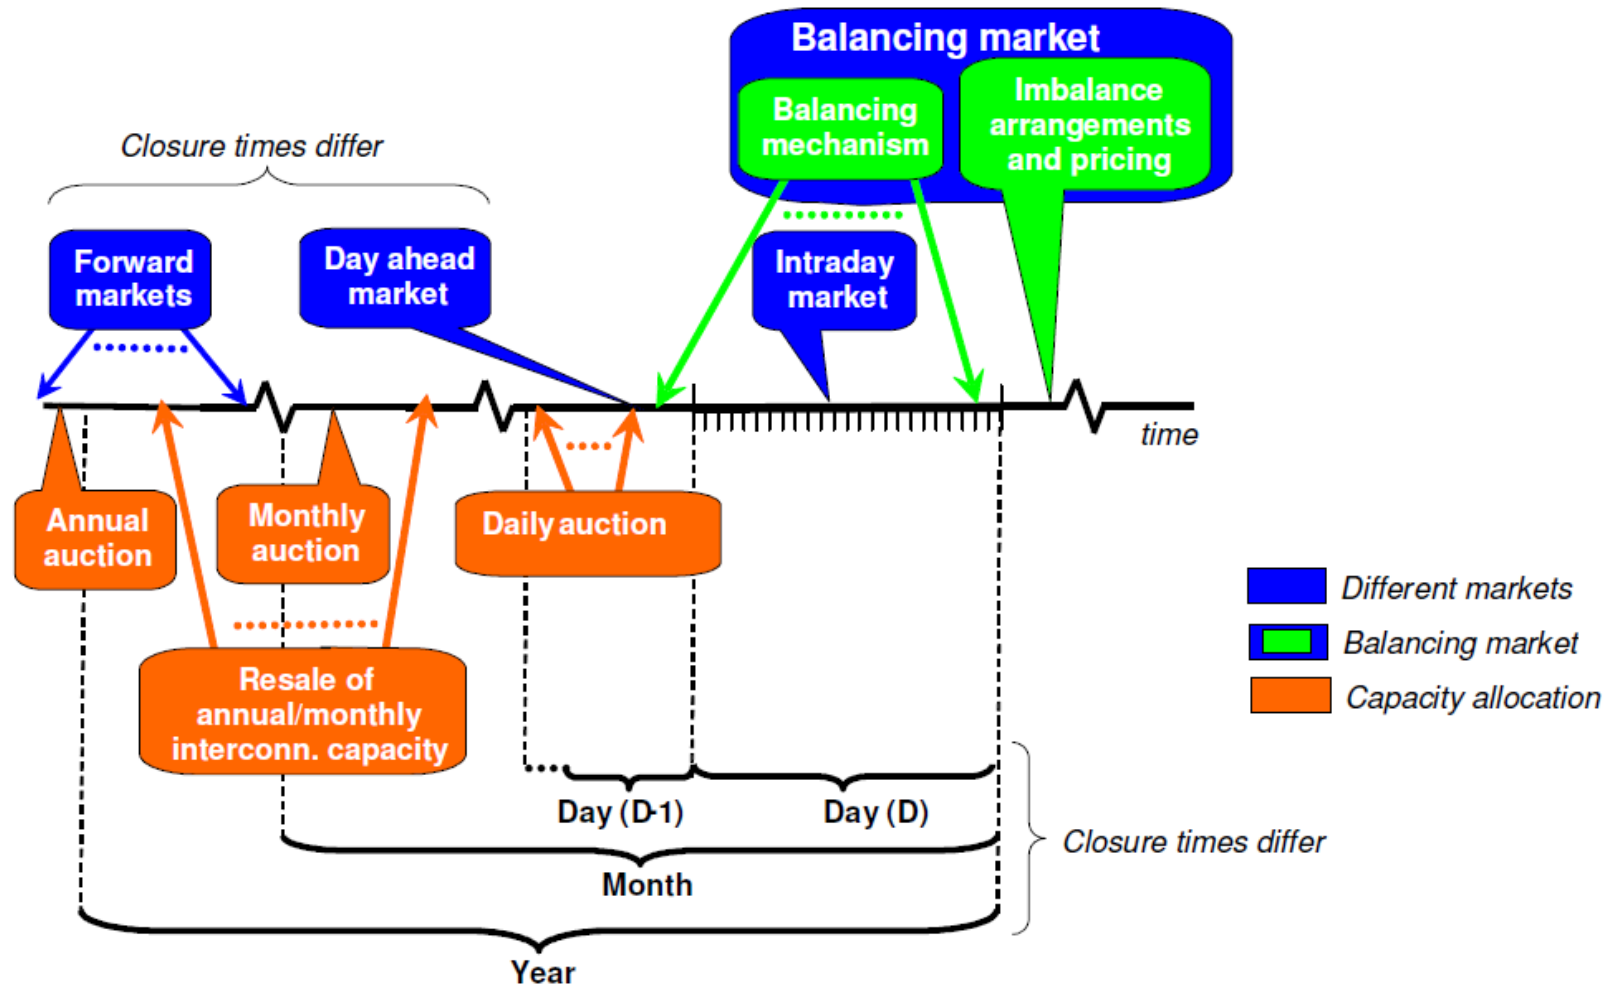 Balancing market
Balancing
mechanism
Imbalance
arrangements
and pricing
Closure times differ
Forward
markets
Day ahead
market
Intraday
market
time
Annual
auction
Monthly
auction
Daily auction
Resale of
annual/monthly
interconn. capacity
Different markets
Balancing market
Capacity allocation
Day (D-1)
Day (D)
Closure times differ
Month
Year